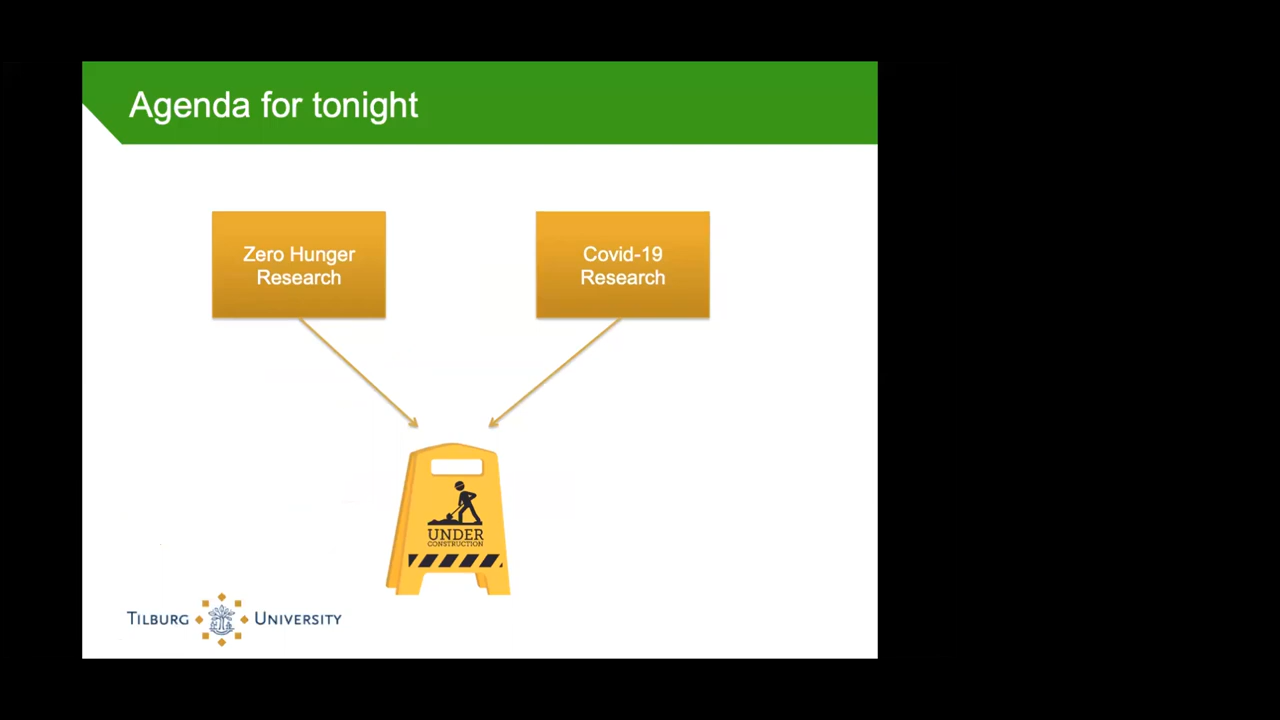 Agenda for tonight
Zero Hunger
Research
Covid-19
Research
UNDER
CONSTRUCTION
TILBURG UNIVERSITY